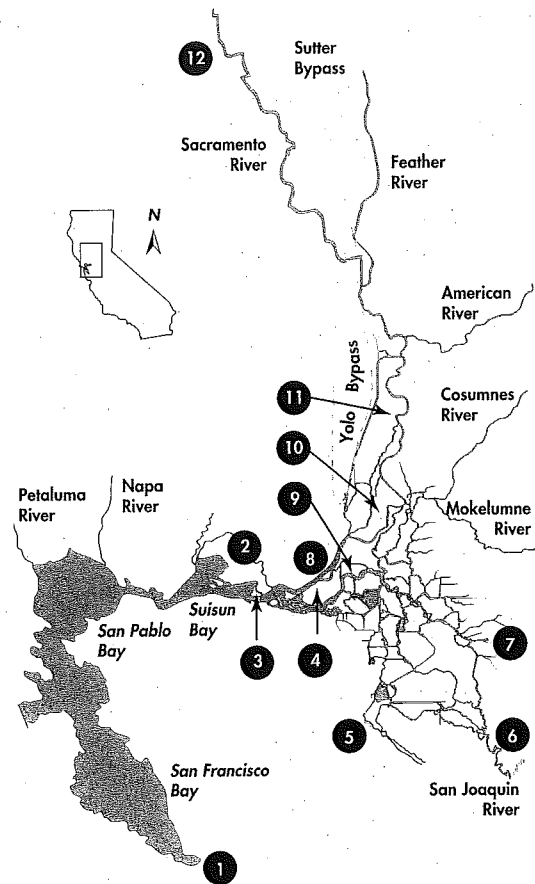 12
Sutter
Bypass
Sacramento
River
Feather
River
N
American
River
Yolo Bypass
11
Cosumnes
River
10
Petaluma
River
Napa
River
9
Mokelumne
River
2
8
Suisun
Bay
San Pablo
Bay
3
4
7
5
6
San Francisco
Bay
San Joaquin
River
1